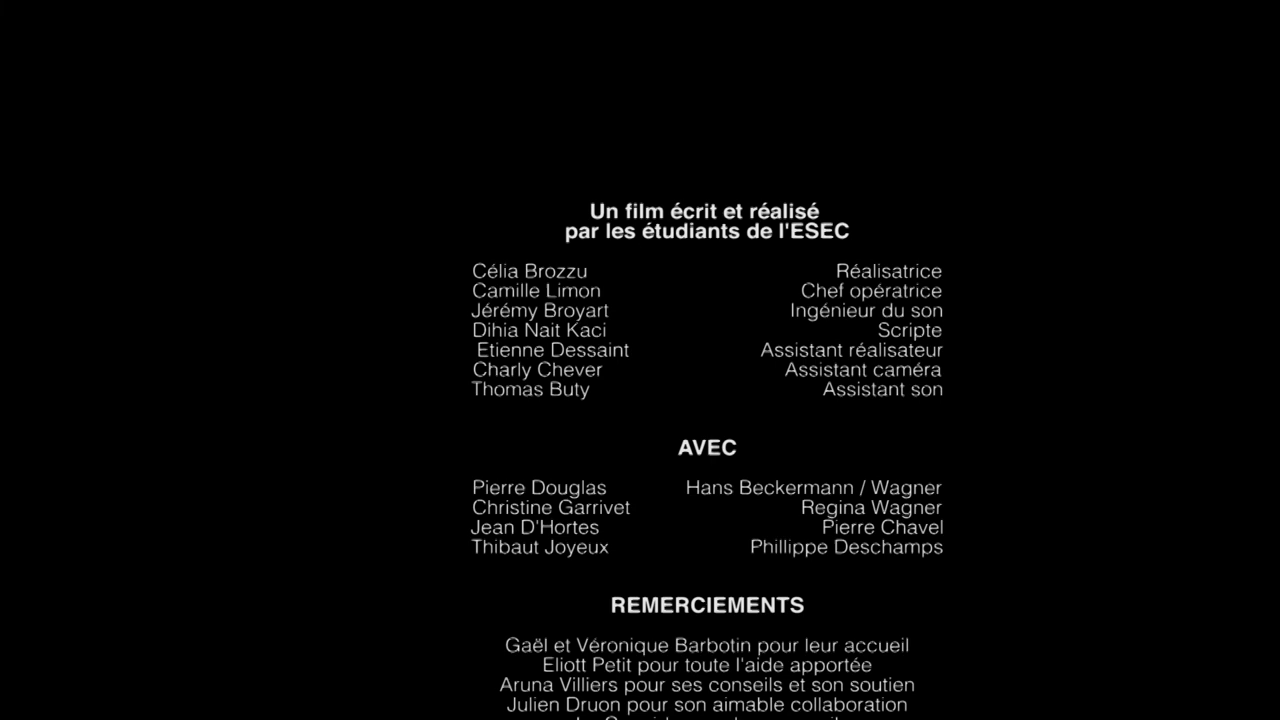 Un film écrit et réalisé
par les étudiants de l'ESEC
Célia Brozzu Réalisatrice
Camille Limon Chef opératrice
Jérémy Broyart Ingénieur du son
Dihia Nait Kaci Scripte
Etienne Dessaint Assistant réalisateur
Charly Chever Assistant caméra
Thomas Buty Assistant son
AVEC
Pierre Douglas Hans Beckermann / Wagner
Christine Garrivet Regina Wagner
Jean D'Hortes Pierre Chavel
Thibaut Joyeux Phillippe Deschamps
REMERCIEMENTS
Gaël et Véronique Barbotin pour leur accueil
Eliott Petit pour toute l'aide apportée
Aruna Villiers pour ses conseils et son soutien
Julien Druon pour son aimable collaboration